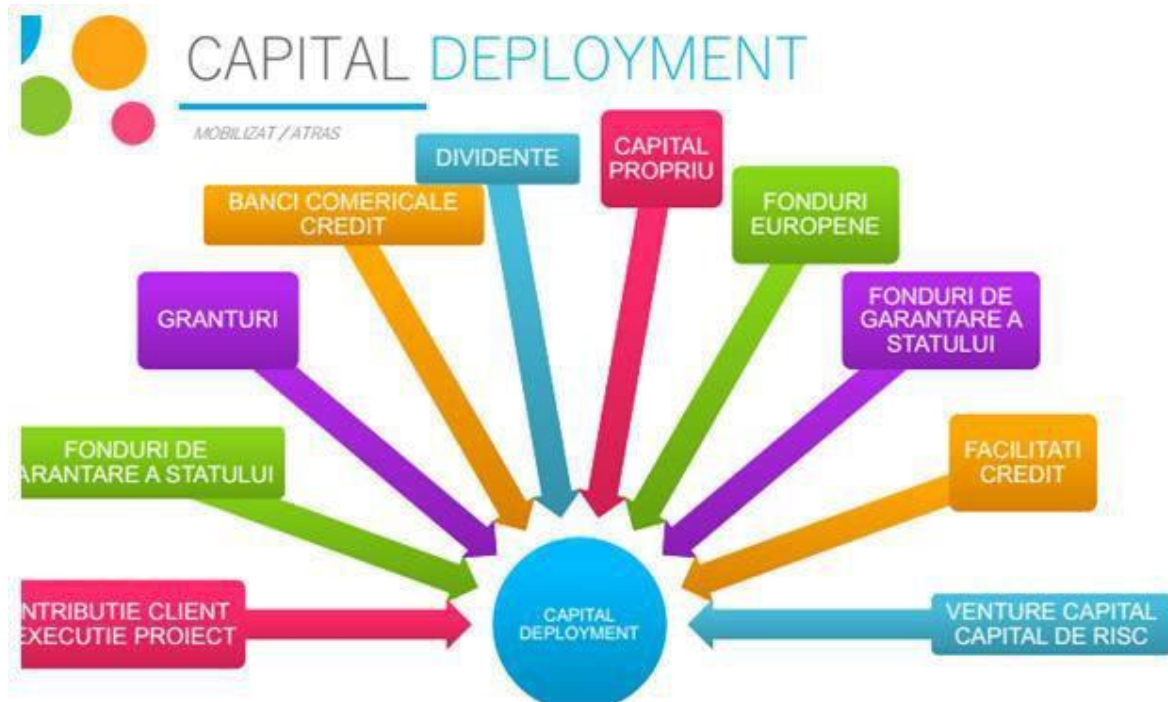 CAPITAL DEPLOYMENT
MOBILIZAT / ATRAS
CAPITAL
PROPRIU
DIVIDENTE
FONDURI
EUROPENE
BANCI COMERICALE
CREDIT
FONDURI DE
GARANTARE A
STATULUI
GRANTURI
FACILITATI
CREDIT
FONDURI DE
ARANTARE A STATULUI
VENTURE CAPITAL
CAPITAL DE RISC
NTRIBUTIE CLIENT
EXECUTIE PROIECT
CAPITAL
DEPLOYMENT